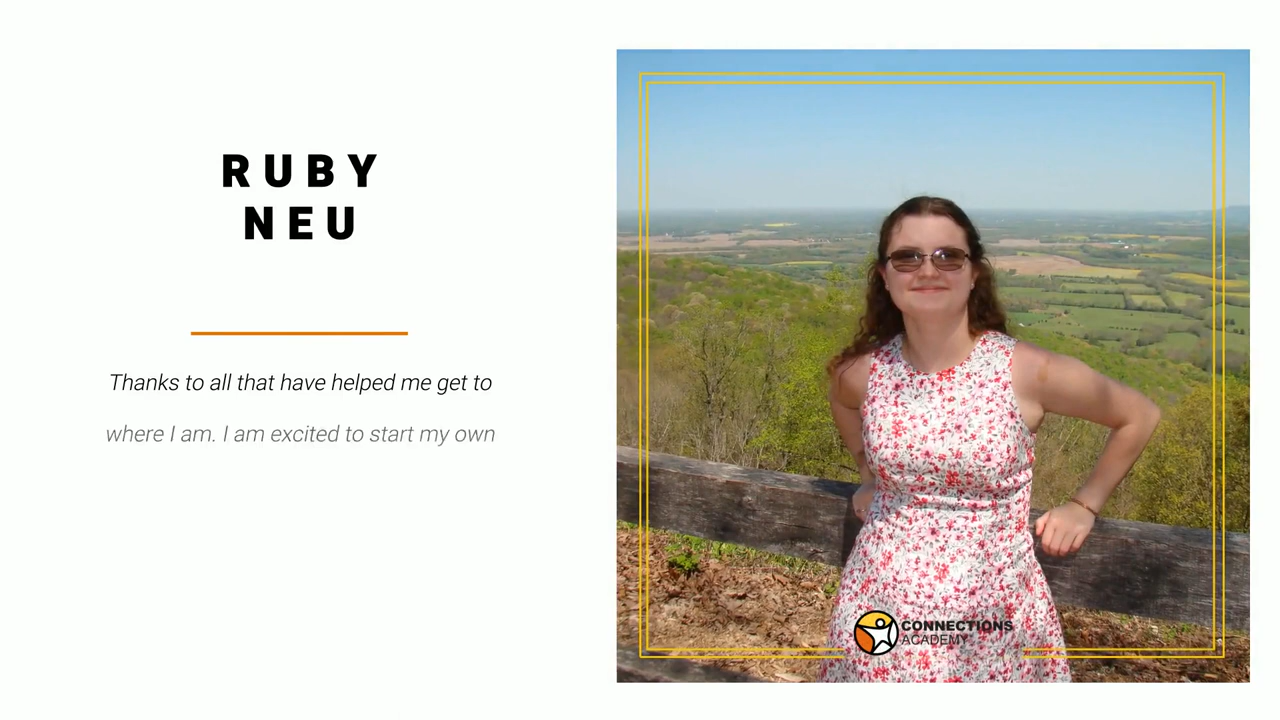 RUBY
NEU
Thanks to all that have helped me get to
where I am. I am excited to start my own
CONNECTIONS
ACADEMY